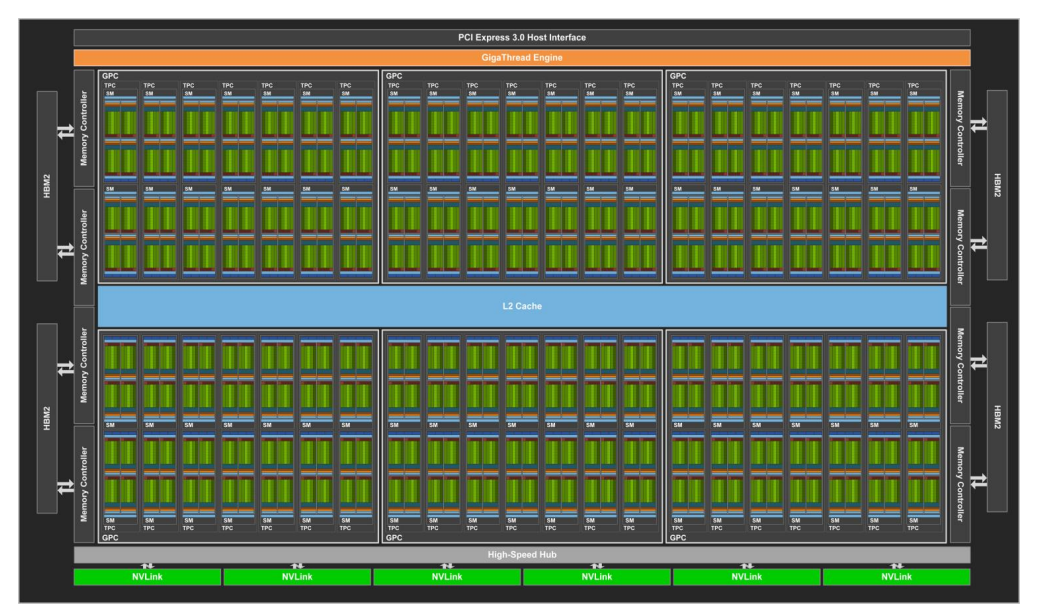 PCI Express 3.0 Host Interface
GigaThread Engine
GPC GPC GPC
TPC TPC TPC TPC TPC TPC TPC TPC TPC TPC TPC TPC TPC TPC TPC TPC TPC TPC TPC TPC TPC
SM SM SM SM SM SM SM SM SM SM SM SM SM SM SM SM SM SM SM SM SM
Memory Controller
Memory Controller
HBM2
HBM2
SM SM SM SM SM SM SM SM SM SM SM SM SM SM SM SM SM SM SM SM SM
Memory Controller
Memory Controller
L2 Cache
Memory Controller
Memory Controller
HBM2
HBM2
SM SM SM SM SM SM SM SM SM SM SM SM SM SM SM SM SM SM SM SM SM
Memory Controller
Memory Controller
SM SM SM SM SM SM SM SM SM SM SM SM SM SM SM SM SM SM SM SM SM
TPC TPC TPC TPC TPC TPC TPC TPC TPC TPC TPC TPC TPC TPC TPC TPC TPC TPC TPC TPC TPC
GPC GPC GPC
High-Speed Hub
NVLink NVLink NVLink NVLink NVLink NVLink